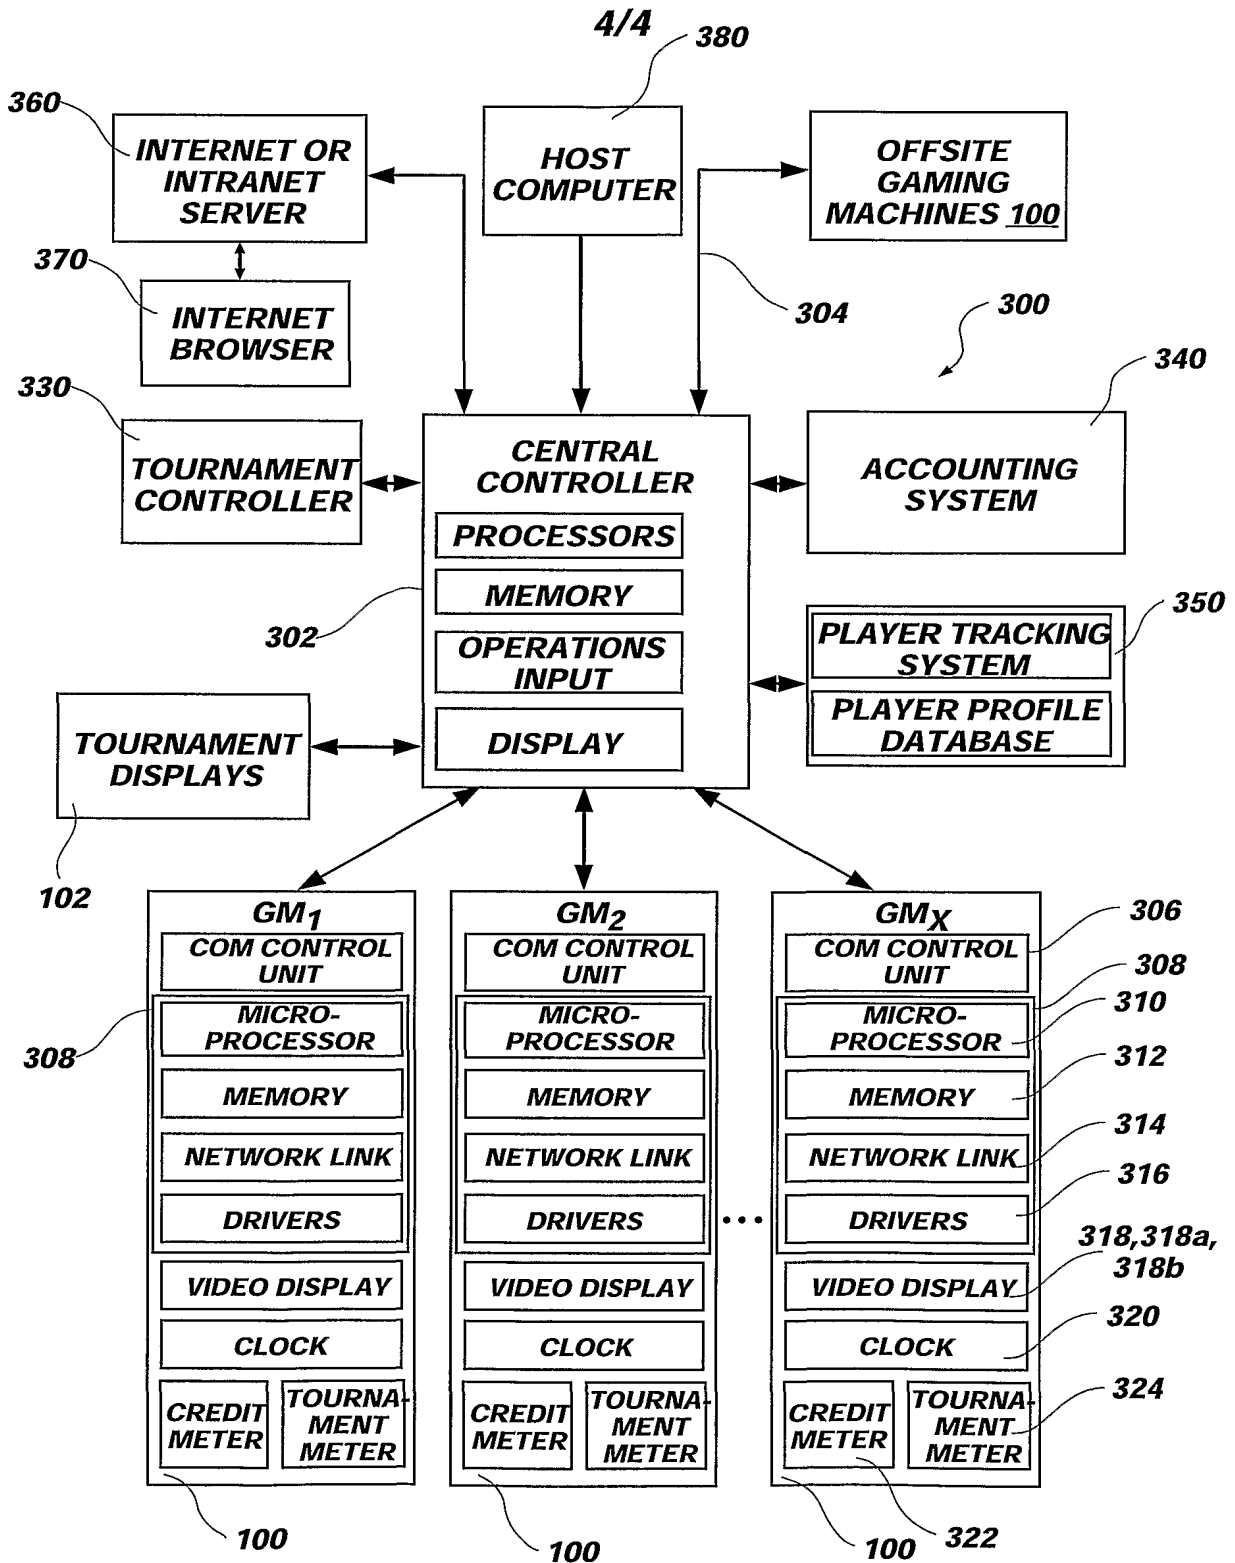 4/4
380
360
INTERNET OR
INTRANET
SERVER
HOST
COMPUTER
OFFSITE
GAMING
MACHINES 100
370
INTERNET
BROWSER
304
300
330
340
TOURNAMENT
CONTROLLER
CENTRAL
CONTROLLER
ACCOUNTING
SYSTEM
PROCESSORS
MEMORY
302
OPERATIONS
INPUT
DISPLAY
350
PLAYER TRACKING
SYSTEM
PLAYER PROFILE
DATABASE
TOURNAMENT
DISPLAYS
102
GM1
COM CONTROL
UNIT
308
MICRO-
PROCESSOR
MEMORY
NETWORK LINK
DRIVERS
VIDEO DISPLAY
CLOCK
CREDIT
METER
TOURNA-
MENT
METER
100
GM2
COM CONTROL
UNIT
MICRO-
PROCESSOR
MEMORY
NETWORK LINK
DRIVERS
VIDEO DISPLAY
CLOCK
CREDIT
METER
TOURNA-
MENT
METER
100
...
GMX
COM CONTROL
UNIT
MICRO-
PROCESSOR
MEMORY
NETWORK LINK
DRIVERS
VIDEO DISPLAY
CLOCK
CREDIT
METER
TOURNA-
MENT
METER
100
306
308
310
312
314
316
318,318a,
318b
320
324
322